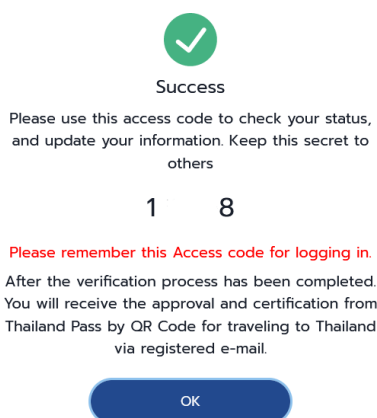 Success
Please use this access code to check your status,
and update your information. Keep this secret to
others
1 8
Please remember this Access code for logging in.
After the verification process has been completed.
You will receive the approval and certification from
Thailand Pass by QR Code for traveling to Thailand
via registered e-mail.
OK